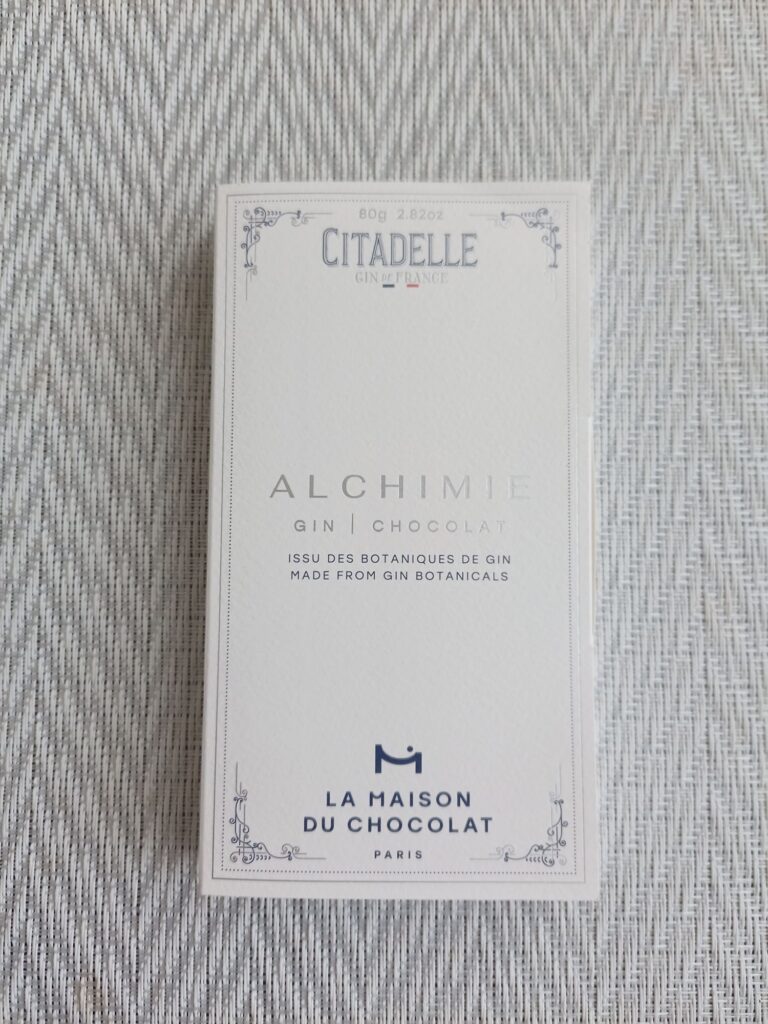 80g 2.82oz
CITADELLE
GIN DE FRANCE
ALCHIMIE
GIN | CHOCOLAT
ISSU DES BOTANIQUES DE GIN
MADE FROM GIN BOTANICALS
LA MAISON
DU CHOCOLAT
PARIS